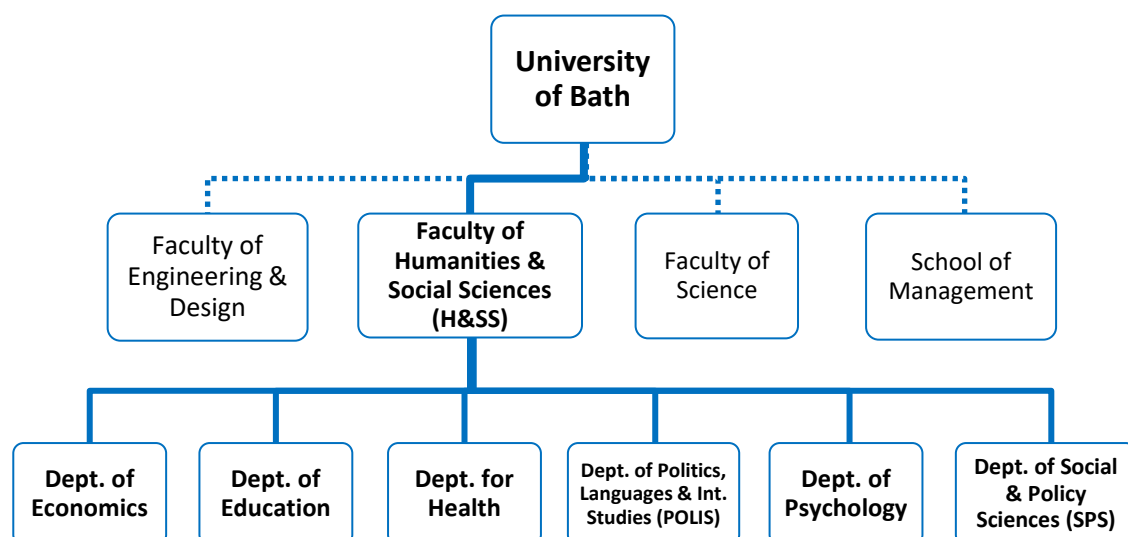 University
of Bath
Faculty of
Engineering &
Design
Faculty of
Humanities &
Social Sciences
(H&SS)
Faculty of
Science
School of
Management
Dept. of
Economics
Dept. of
Education
Dept. for
Health
Dept. of Politics,
Languages & Int.
Studies (POLIS)
Dept. of
Psychology
Dept. of Social
& Policy
Sciences (SPS)